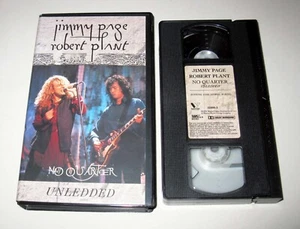 jimmy page
robert plant
NO QUARTER
UNLEDDED
JIMMY PAGE
ROBERT PLANT
NO QUARTER
UNLEDDED